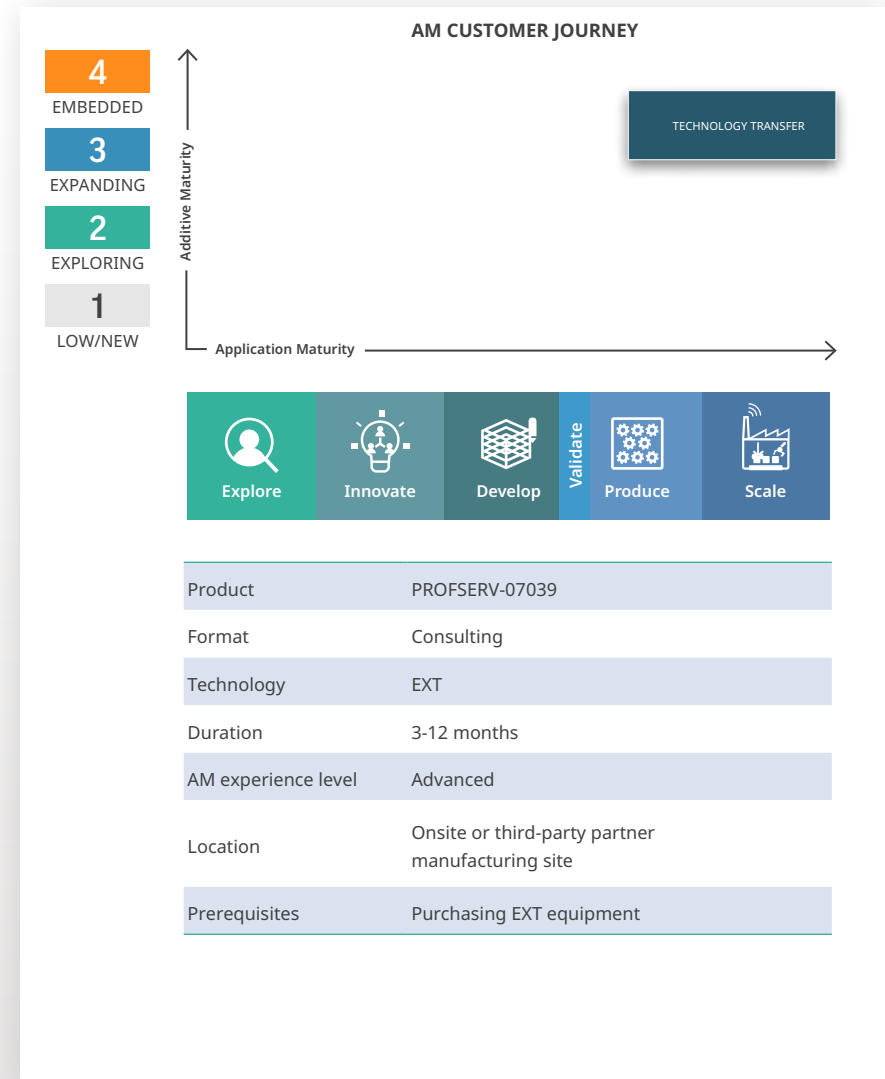 AM CUSTOMER JOURNEY
4
EMBEDDED
3
EXPANDING
2
EXPLORING
1
LOW/NEW
Additive Maturity
TECHNOLOGY TRANSFER
Application Maturity
Explore
Innovate
Develop
Validate
Produce
Scale
Product PROFSERV-07039
Format Consulting
Technology EXT
Duration 3-12 months
AM experience level Advanced
Location Onsite or third-party partner
manufacturing site
Prerequisites Purchasing EXT equipment